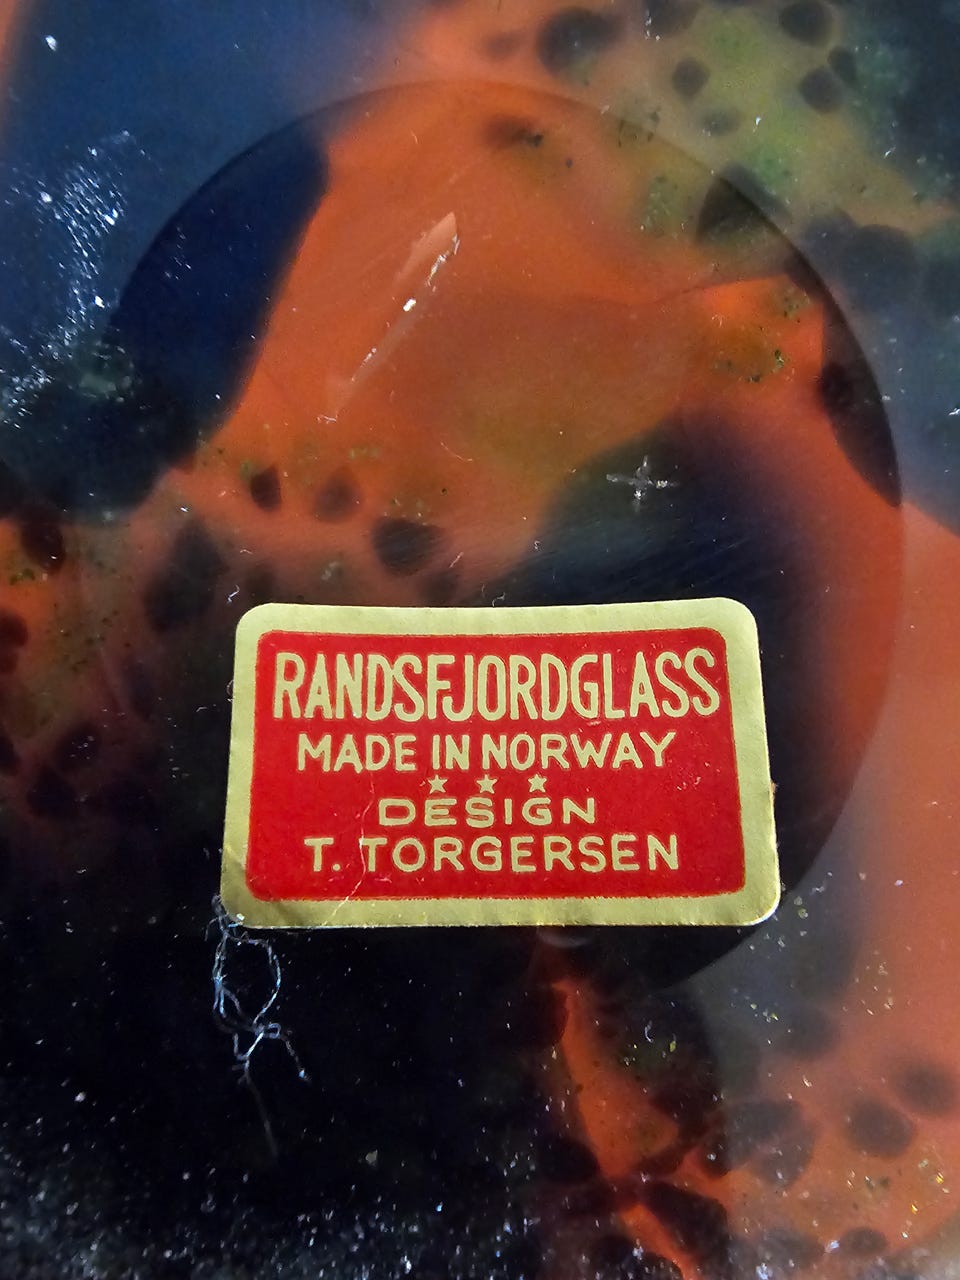 RANDSFJORDGLASS
MADE IN NORWAY
★ ★ ★
DESIGN
T. TORGERSEN